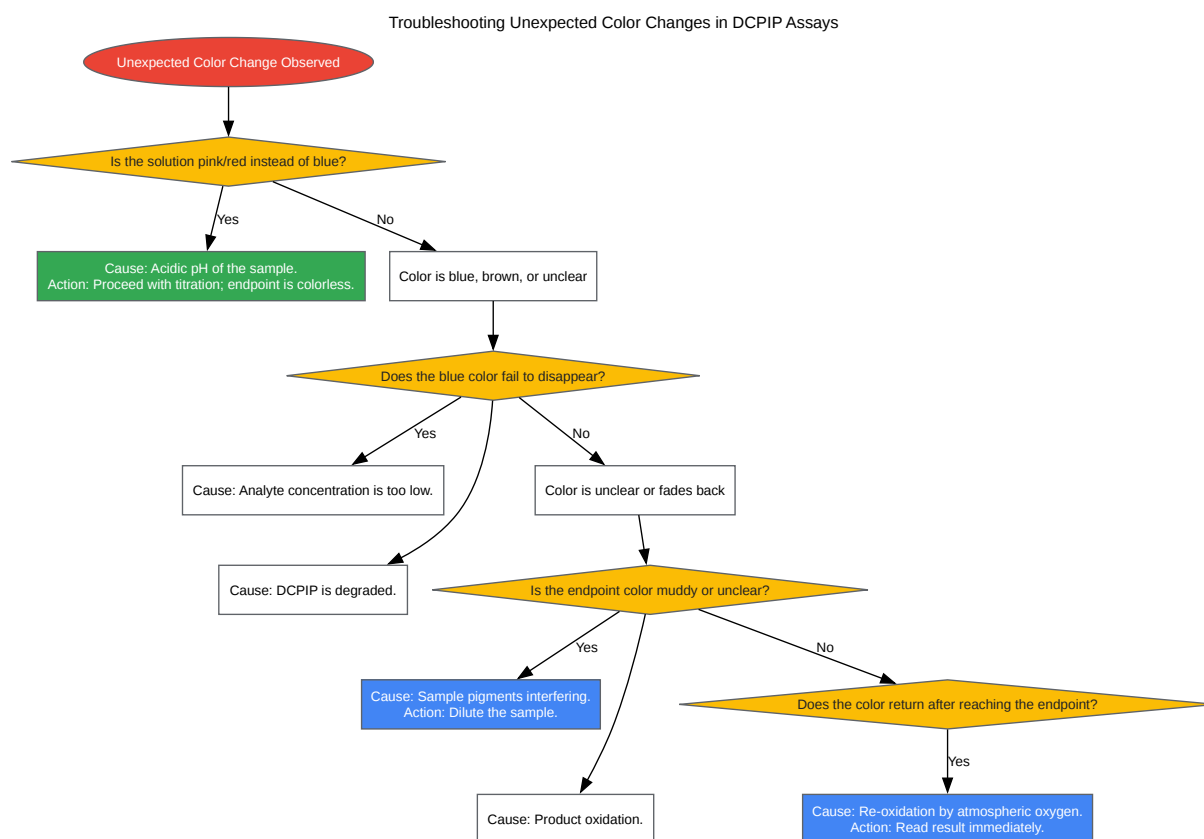 Troubleshooting Unexpected Color Changes in DCPIP Assays
Unexpected Color Change Observed
Is the solution pink/red instead of blue?
Yes
No
Cause: Acidic pH of the sample.
Action: Proceed with titration; endpoint is colorless.
Color is blue, brown, or unclear
Does the blue color fail to disappear?
Yes
No
Cause: Analyte concentration is too low.
Color is unclear or fades back
Cause: DCPIP is degraded.
Is the endpoint color muddy or unclear?
Yes
No
Cause: Sample pigments interfering.
Action: Dilute the sample.
Does the color return after reaching the endpoint?
Yes
Cause: Product oxidation.
Cause: Re-oxidation by atmospheric oxygen.
Action: Read result immediately.